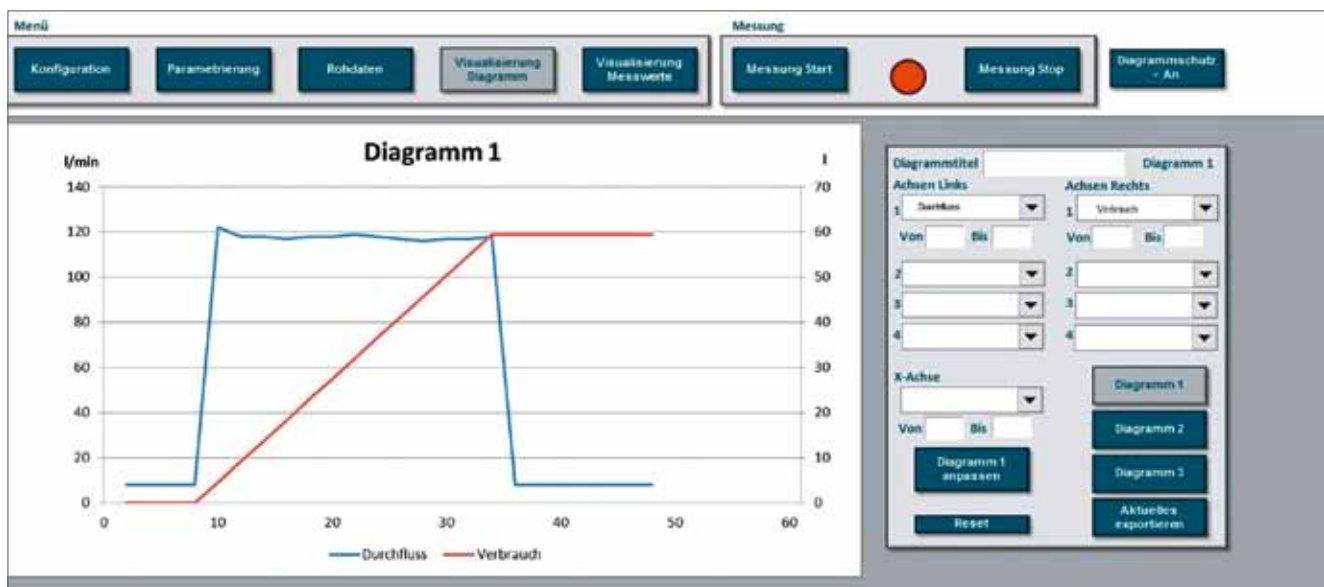 Menü
Messung
Konfiguration
Parametrierung
Rohdaten
Visualisierung
Diagramm
Visualisierung
Messwerte
Messung Start
Messung Stop
Diagrammschutz
- An
Diagramm 1
l/min
l
140
120
100
80
60
40
20
0
70
60
50
40
30
20
10
0
0 10 20 30 40 50 60
Durchfluss Verbrauch
Diagrammtitel Diagramm 1
Achsen Links Achsen Rechts
1 Durchfluss 1 Verbrauch
Von Bis Von Bis
2 2
3 3
4 4
X-Achse
Von Bis
Diagramm 1
anpassen
Reset
Diagramm 1
Diagramm 2
Diagramm 3
Aktuelles
exportieren